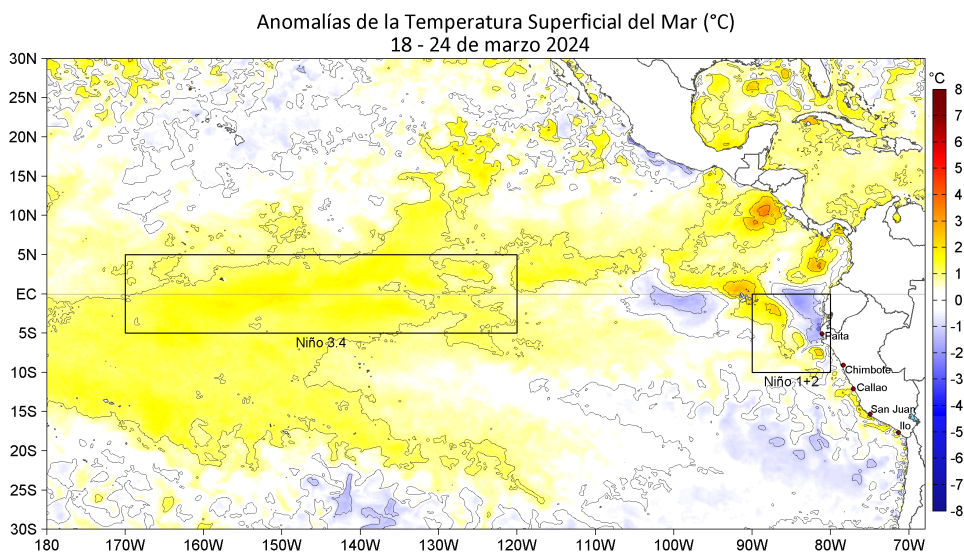 Anomalías de la Temperatura Superficial del Mar (°C)
18 - 24 de marzo 2024
30N
25N
20N
15N
10N
5N
EC
5S
10S
15S
20S
25S
30S
180
170W
160W
150W
140W
130W
120W
110W
100W
90W
80W
70W
Niño 3.4
Niño 1+2
Paita
Chimbote
Callao
San Juan
Ilo
°C
8
7
6
5
4
3
2
1
0
-1
-2
-3
-4
-5
-6
-7
-8